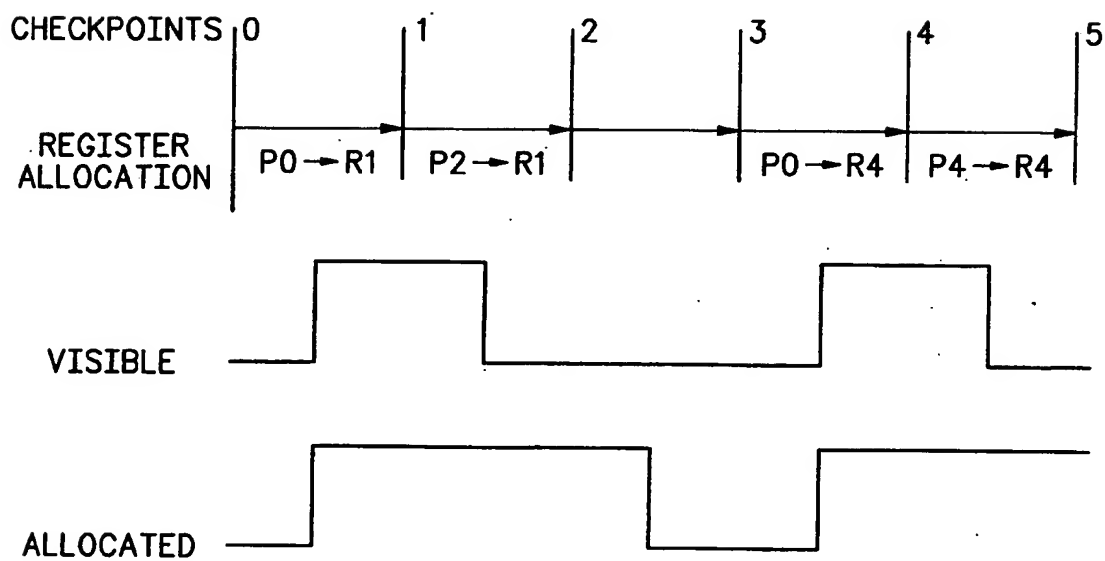 CHECKPOINTS 0 1 2 3 4 5
REGISTER
ALLOCATION
P0→R1 P2→R1 P0→R4 P4→R4
VISIBLE
ALLOCATED